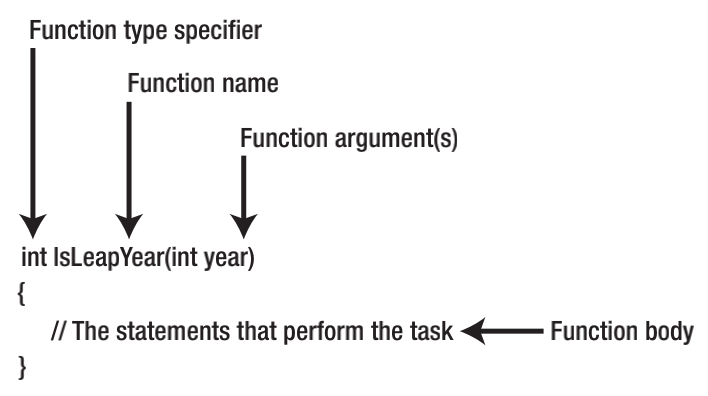 Function type specifier
Function name
Function argument(s)
int IsLeapYear(int year)
{
// The statements that perform the task
Function body
}